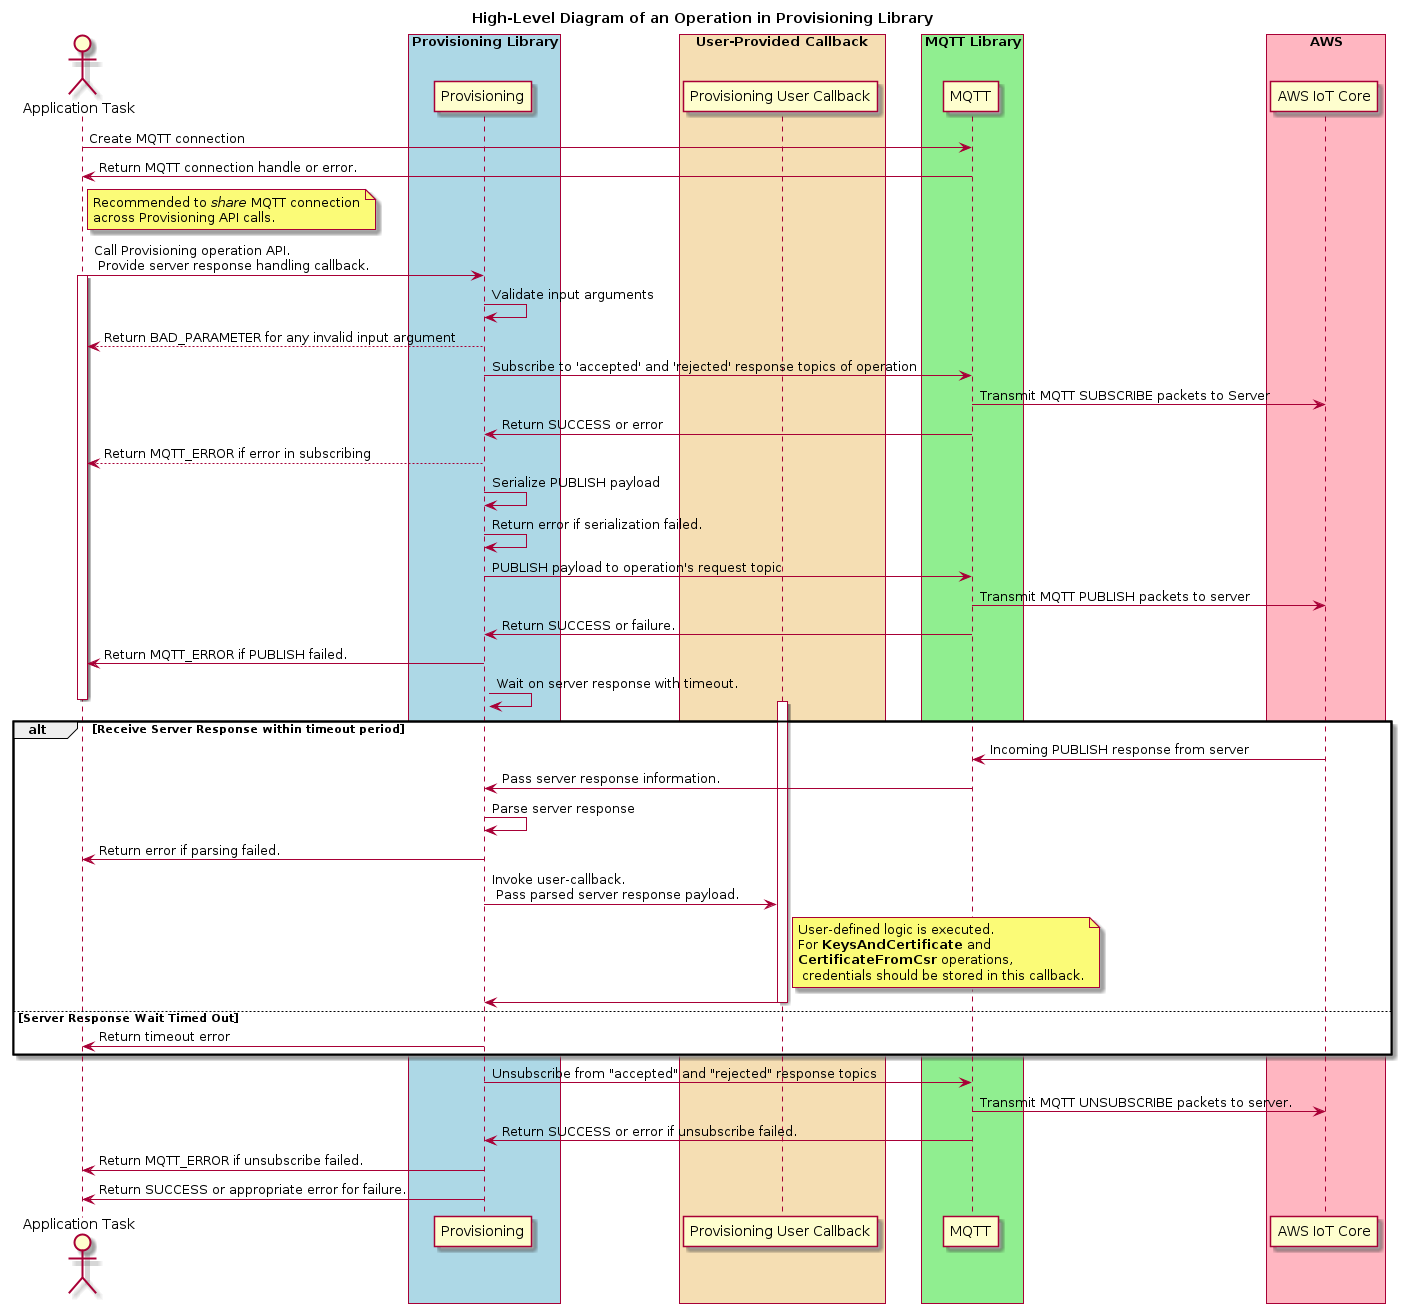 High-Level Diagram of an Operation in Provisioning Library
Provisioning Library
User-Provided Callback
MQTT Library
AWS
Application Task
Provisioning
Provisioning User Callback
MQTT
AWS IoT Core
Create MQTT connection
Return MQTT connection handle or error.
Recommended to share MQTT connection
across Provisioning API calls.
Call Provisioning operation API.
Provide server response handling callback.
Validate input arguments
Return BAD_PARAMETER for any invalid input argument
Subscribe to 'accepted' and 'rejected' response topics of operation
Transmit MQTT SUBSCRIBE packets to Server
Return SUCCESS or error
Return MQTT_ERROR if error in subscribing
Serialize PUBLISH payload
Return error if serialization failed.
PUBLISH payload to operation's request topic
Transmit MQTT PUBLISH packets to server
Return SUCCESS or failure.
Return MQTT_ERROR if PUBLISH failed.
Wait on server response with timeout.
alt
[Receive Server Response within timeout period]
Incoming PUBLISH response from server
Pass server response information.
Parse server response
Return error if parsing failed.
Invoke user-callback.
Pass parsed server response payload.
User-defined logic is executed.
For KeysAndCertificate and
CertificateFromCsr operations,
credentials should be stored in this callback.
[Server Response Wait Timed Out]
Return timeout error
Unsubscribe from "accepted" and "rejected" response topics
Transmit MQTT UNSUBSCRIBE packets to server.
Return SUCCESS or error if unsubscribe failed.
Return MQTT_ERROR if unsubscribe failed.
Return SUCCESS or appropriate error for failure.
Application Task
Provisioning
Provisioning User Callback
MQTT
AWS IoT Core